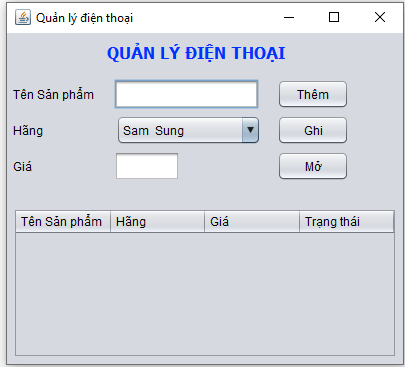 Quản lý điện thoại
QUẢN LÝ ĐIỆN THOẠI
Tên Sản phẩm Thêm
Hãng Sam Sung Ghi
Giá Mở
Tên Sản phẩm Hãng Giá Trạng thái